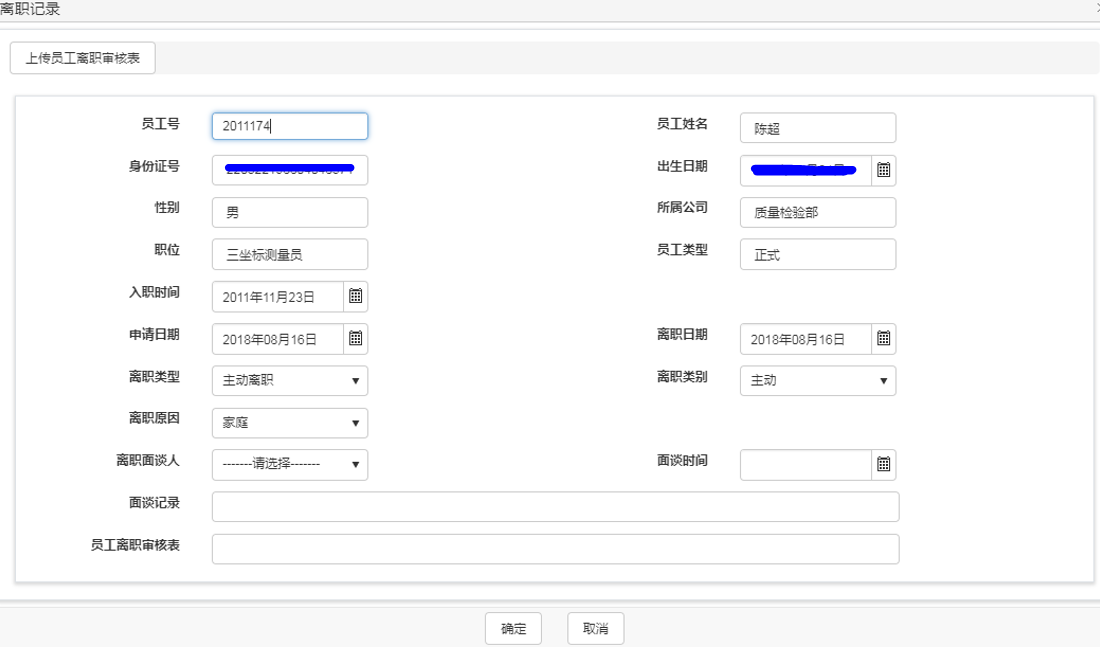 离职记录
上传员工离职审核表
员工号 2011174 员工姓名 陈超
身份证号 出生日期
性别 男 所属公司 质量检验部
职位 三坐标测量员 员工类型 正式
入职时间 2011年11月23日
申请日期 2018年08月16日 离职日期 2018年08月16日
离职类型 主动离职 离职类别 主动
离职原因 家庭
离职面谈人 -------请选择------- 面谈时间
面谈记录
员工离职审核表
确定 取消